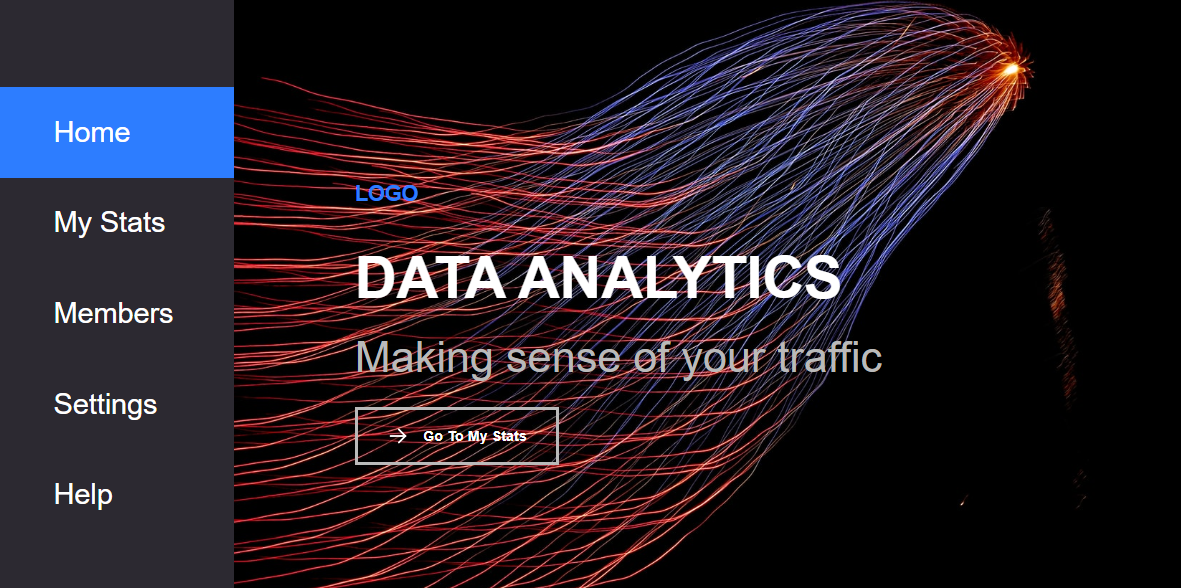 Home
My Stats
Members
Settings
Help
LOGO
DATA ANALYTICS
Making sense of your traffic
Go To My Stats